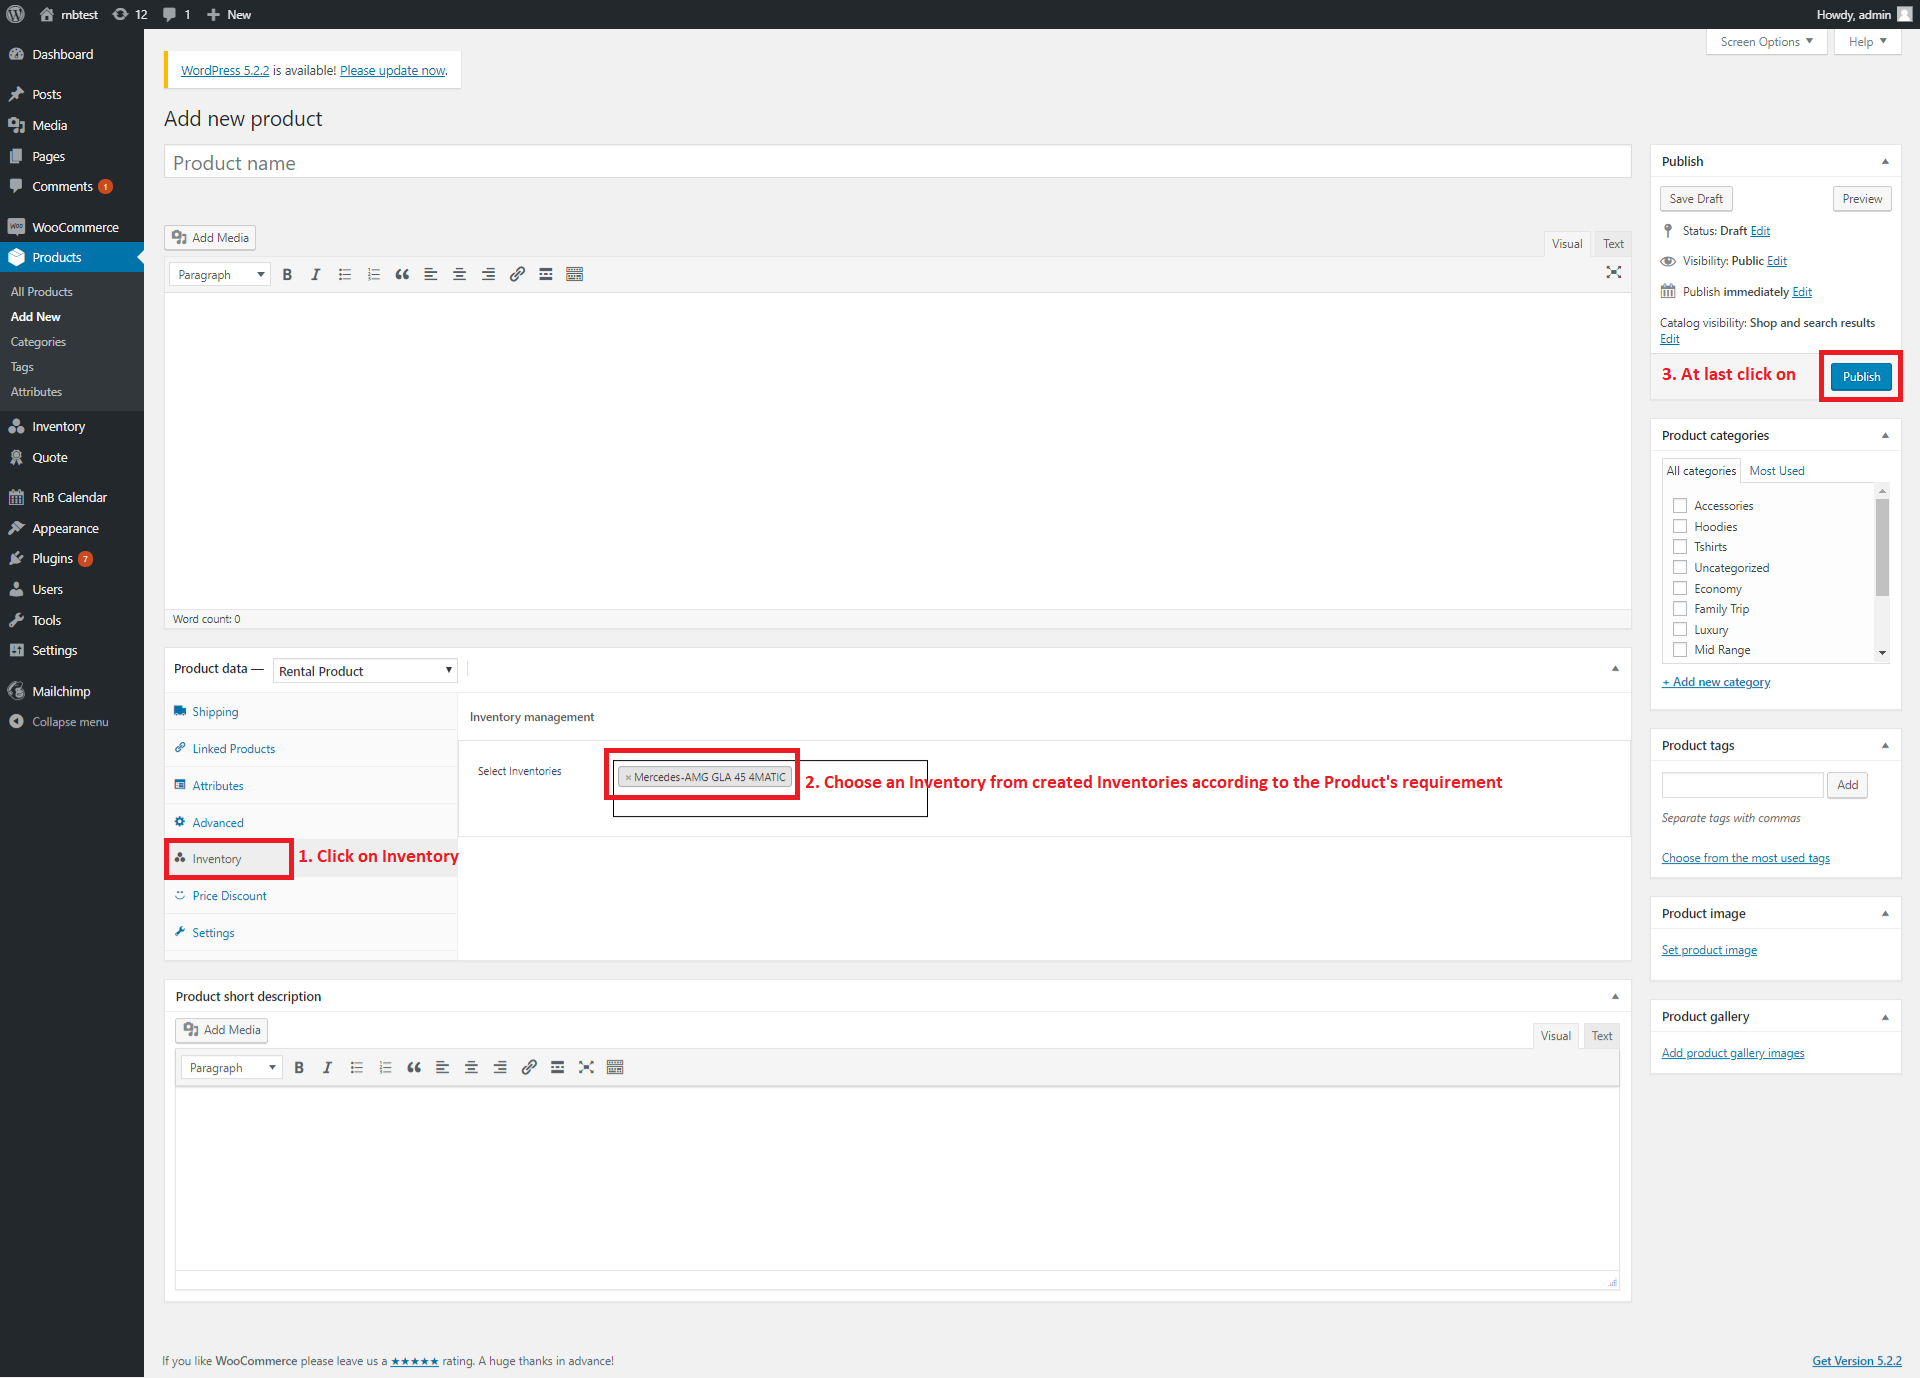 rnbtest 12 1 New Howdy, admin
Screen Options Help
Dashboard
Posts
Media
Pages
Comments 1
WooCommerce
Products
All Products
Add New
Categories
Tags
Attributes
Inventory
Quote
RnB Calendar
Appearance
Plugins 7
Users
Tools
Settings
Mailchimp
Collapse menu
WordPress 5.2.2 is available! Please update now.
Add new product
Product name
Add Media
Visual Text
Paragraph
Word count: 0
Product data — Rental Product
Shipping
Linked Products
Attributes
Advanced
Inventory
1. Click on Inventory
Price Discount
Settings
Inventory management
Select Inventories
× Mercedes-AMG GLA 45 4MATIC
2. Choose an Inventory from created Inventories according to the Product's requirement
Product short description
Add Media
Visual Text
Paragraph
Publish
Save Draft Preview
Status: Draft Edit
Visibility: Public Edit
Publish immediately Edit
Catalog visibility: Shop and search results
Edit
3. At last click on
Publish
Product categories
All categories Most Used
Accessories
Hoodies
Tshirts
Uncategorized
Economy
Family Trip
Luxury
Mid Range
+ Add new category
Product tags
Add
Separate tags with commas
Choose from the most used tags
Product image
Set product image
Product gallery
Add product gallery images
If you like WooCommerce please leave us a ★★★★★ rating. A huge thanks in advance!
Get Version 5.2.2